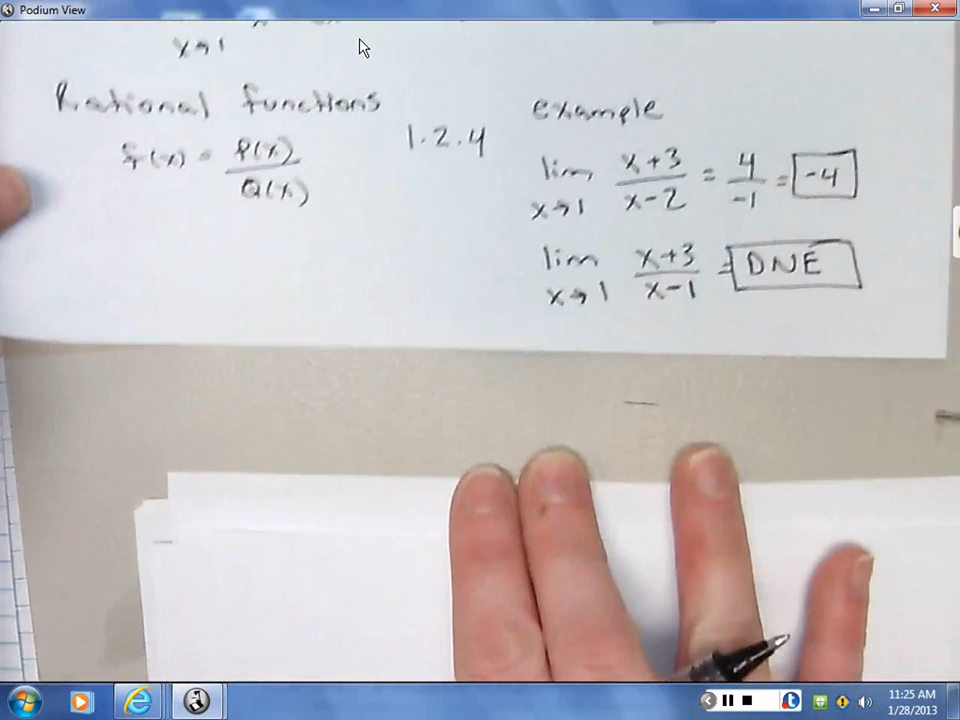 Podium View
x→1
Rational functions
f(x) = P(x)/Q(x)
1.2.4
example
lim x→1 x+3/x-2 = 4/-1 = -4
lim x→1 x+3/x-1 = DNE
11:25 AM
1/28/2013